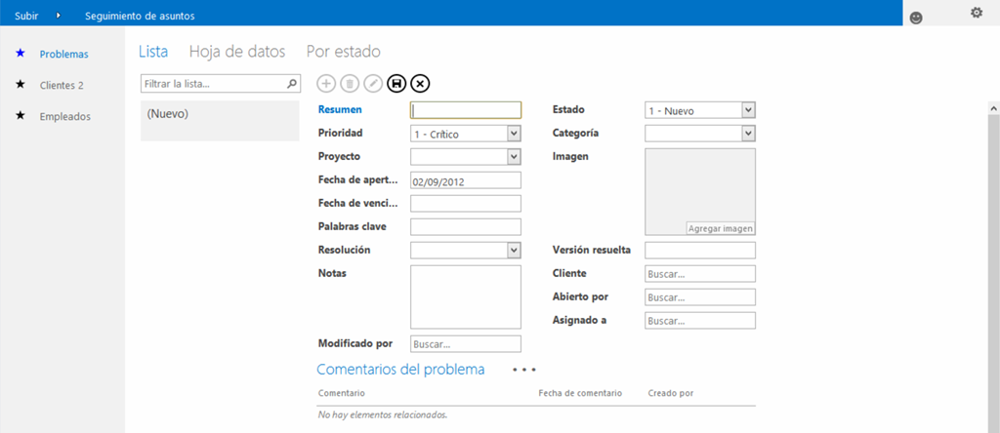 Subir Seguimiento de asuntos
Problemas
Clientes 2
Empleados
Lista Hoja de datos Por estado
Filtrar la lista...
(Nuevo)
Resumen
Prioridad 1 - Crítico
Proyecto
Fecha de apert... 02/09/2012
Fecha de venci...
Palabras clave
Resolución
Notas
Modificado por Buscar...
Estado 1 - Nuevo
Categoría
Imagen
Agregar imagen
Versión resuelta
Cliente Buscar...
Abierto por Buscar...
Asignado a Buscar...
Comentarios del problema
Comentario Fecha de comentario Creado por
No hay elementos relacionados.